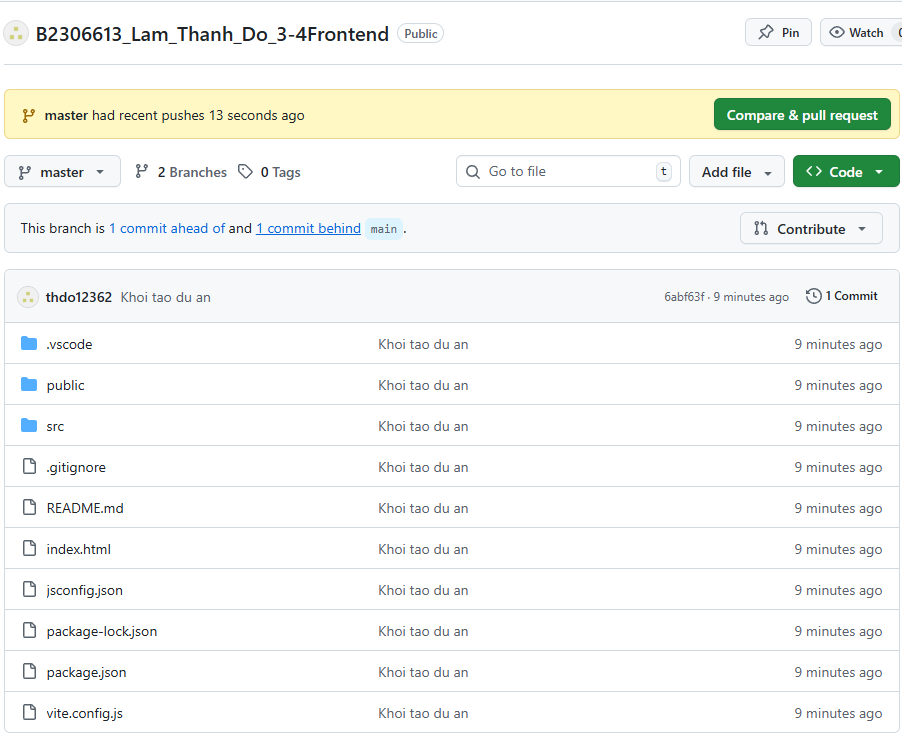 B2306613_Lam_Thanh_Do_3-4Frontend Public Pin Watch 0
master had recent pushes 13 seconds ago Compare & pull request
master 2 Branches 0 Tags Go to file t Add file <> Code
This branch is 1 commit ahead of and 1 commit behind main . Contribute
thdo12362 Khoi tao du an 6abf63f · 9 minutes ago 1 Commit
.vscode Khoi tao du an 9 minutes ago
public Khoi tao du an 9 minutes ago
src Khoi tao du an 9 minutes ago
.gitignore Khoi tao du an 9 minutes ago
README.md Khoi tao du an 9 minutes ago
index.html Khoi tao du an 9 minutes ago
jsconfig.json Khoi tao du an 9 minutes ago
package-lock.json Khoi tao du an 9 minutes ago
package.json Khoi tao du an 9 minutes ago
vite.config.js Khoi tao du an 9 minutes ago